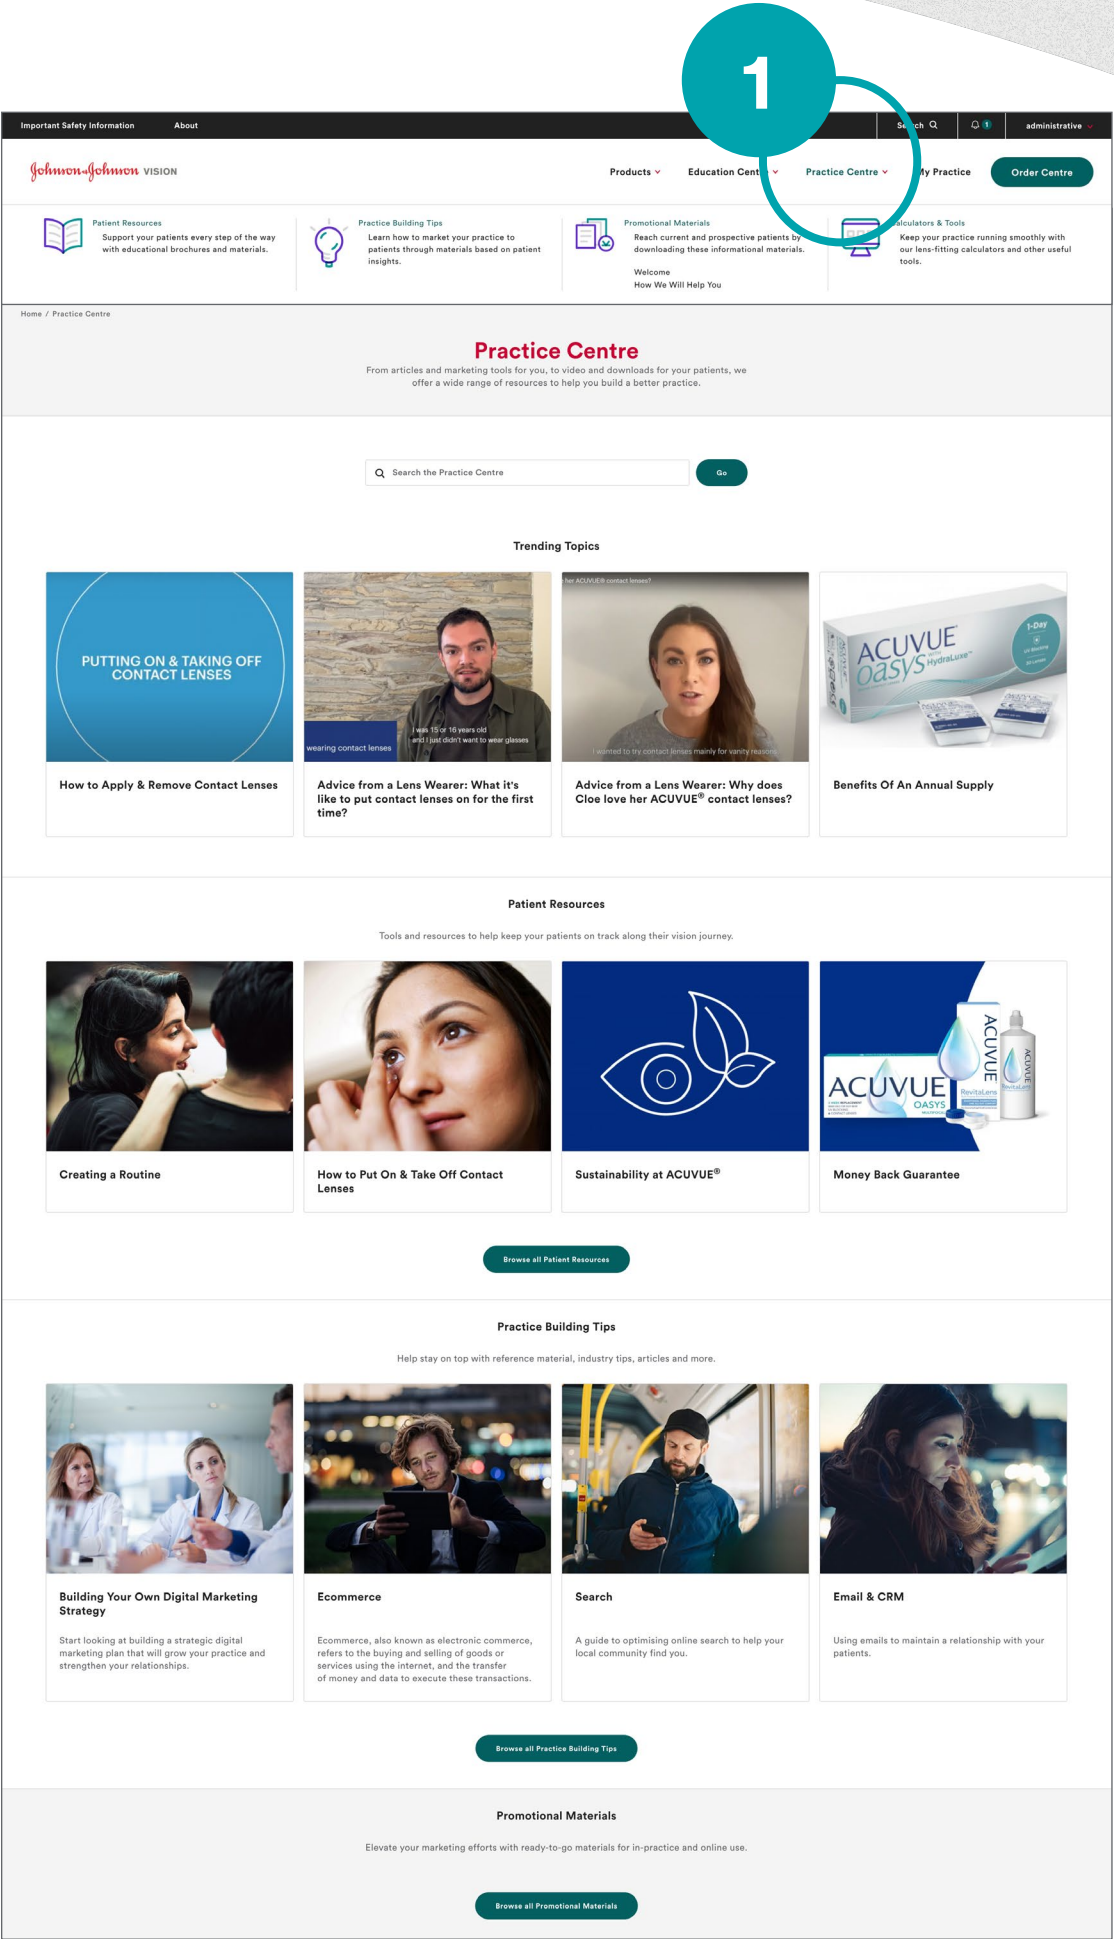 1
Important Safety Information
About
Search
1
administrative
Johnson & Johnson VISION
Products
Education Centre
Practice Centre
My Practice
Order Centre
Patient Resources
Support your patients every step of the way
with educational brochures and materials.
Practice Building Tips
Learn how to market your practice to
patients through materials based on patient
insights.
Promotional Materials
Reach current and prospective patients by
downloading these informational materials.
Welcome
How We Will Help You
Calculators & Tools
Keep your practice running smoothly with
our lens-fitting calculators and other useful
tools.
Home / Practice Centre
Practice Centre
From articles and marketing tools for you, to video and downloads for your patients, we
offer a wide range of resources to help you build a better practice.
Search the Practice Centre
Go
Trending Topics
PUTTING ON & TAKING OFF
CONTACT LENSES
How to Apply & Remove Contact Lenses
I was 15 or 16 years old
and I just didn't want to wear glasses
wearing contact lenses
Advice from a Lens Wearer: What it's
like to put contact lenses on for the first
time?
her ACUVUE® contact lenses?
I wanted to try contact lenses mainly for vanity reasons
Advice from a Lens Wearer: Why does
Cloe love her ACUVUE® contact lenses?
ACUVUE
OASYS WITH HydraLuxe™
1-Day
UV Blocking
Benefits Of An Annual Supply
Patient Resources
Tools and resources to help keep your patients on track along their vision journey.
Creating a Routine
How to Put On & Take Off Contact
Lenses
Sustainability at ACUVUE®
ACUVUE
OASYS
MULTIFOCAL
ACUVUE
RevitaLens
ACUVUE
RevitaLens
Money Back Guarantee
Browse all Patient Resources
Practice Building Tips
Help stay on top with reference material, industry tips, articles and more.
Building Your Own Digital Marketing
Strategy
Start looking at building a strategic digital
marketing plan that will grow your practice and
strengthen your relationships.
Ecommerce
Ecommerce, also known as electronic commerce,
refers to the buying and selling of goods or
services using the internet, and the transfer
of money and data to execute these transactions.
Search
A guide to optimising online search to help your
local community find you.
Email & CRM
Using emails to maintain a relationship with your
patients.
Browse all Practice Building Tips
Promotional Materials
Elevate your marketing efforts with ready-to-go materials for in-practice and online use.
Browse all Promotional Materials